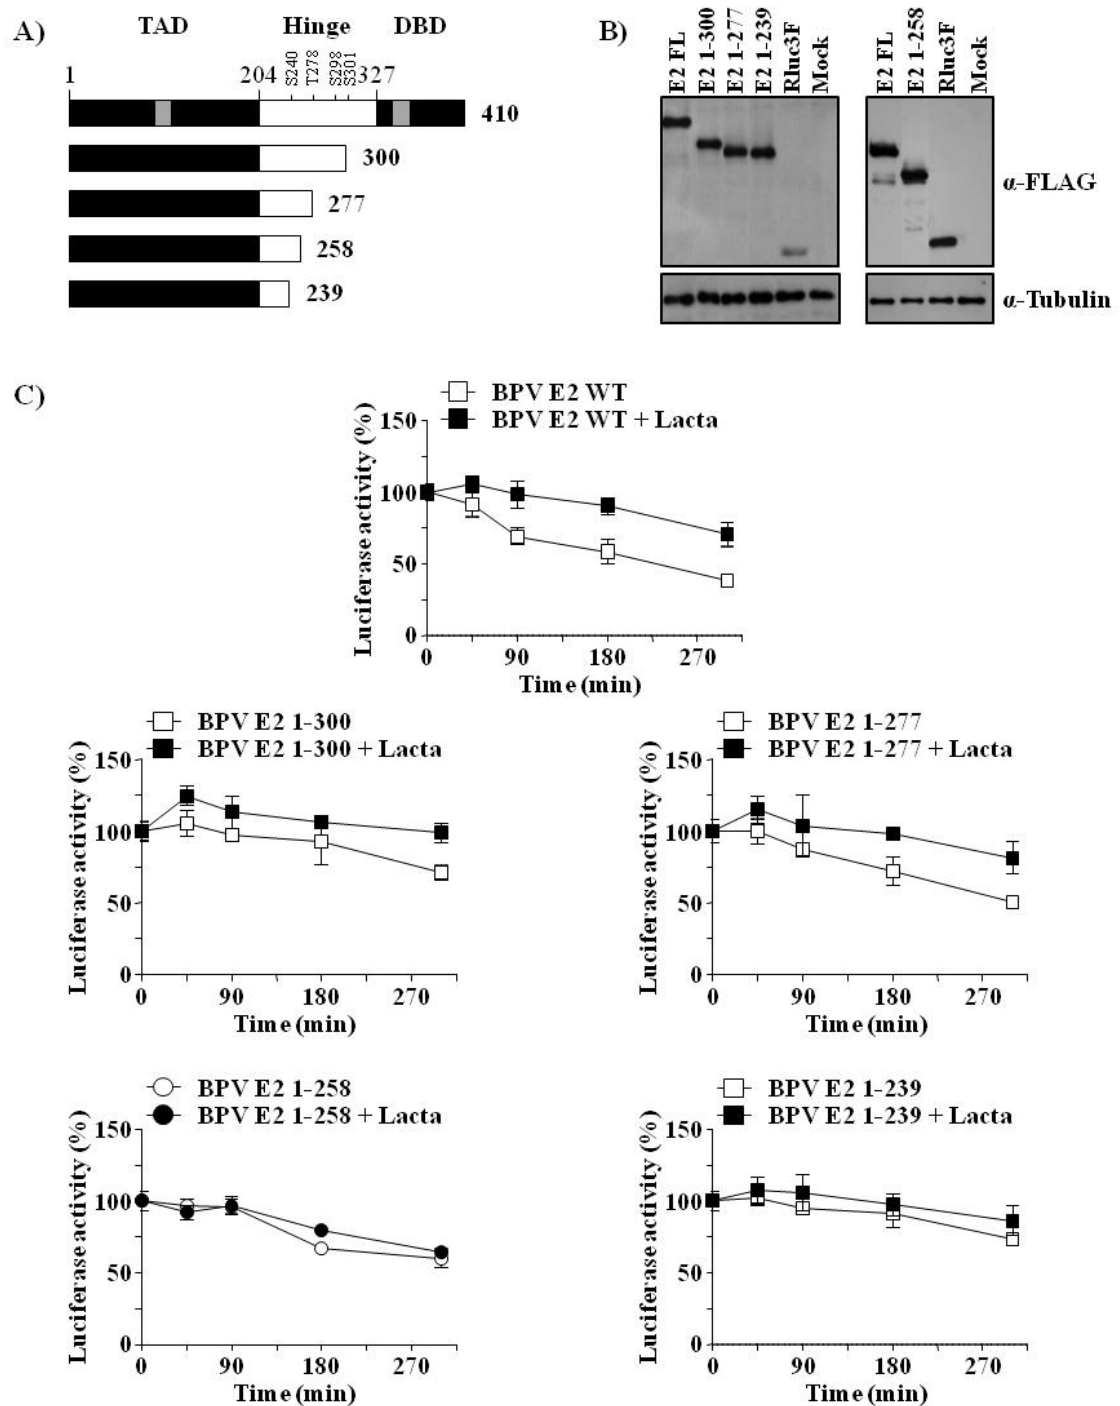 A)
TAD Hinge DBD
S240 T278 S298 S301
1 204 327
410
300
277
258
239
B)
E2 FL E2 1-300 E2 1-277 E2 1-239 Rluc3F Mock
E2 FL E2 1-258 Rluc3F Mock
α-FLAG
α-Tubulin
C)
BPV E2 WT
BPV E2 WT + Lacta
Luciferase activity (%)
150
100
50
0
0 90 180 270
Time (min)
BPV E2 1-300
BPV E2 1-300 + Lacta
Luciferase activity (%)
150
100
50
0
0 90 180 270
Time (min)
BPV E2 1-277
BPV E2 1-277 + Lacta
Luciferase activity (%)
150
100
50
0
0 90 180 270
Time (min)
BPV E2 1-258
BPV E2 1-258 + Lacta
Luciferase activity (%)
150
100
50
0
0 90 180 270
Time (min)
BPV E2 1-239
BPV E2 1-239 + Lacta
Luciferase activity (%)
150
100
50
0
0 90 180 270
Time (min)